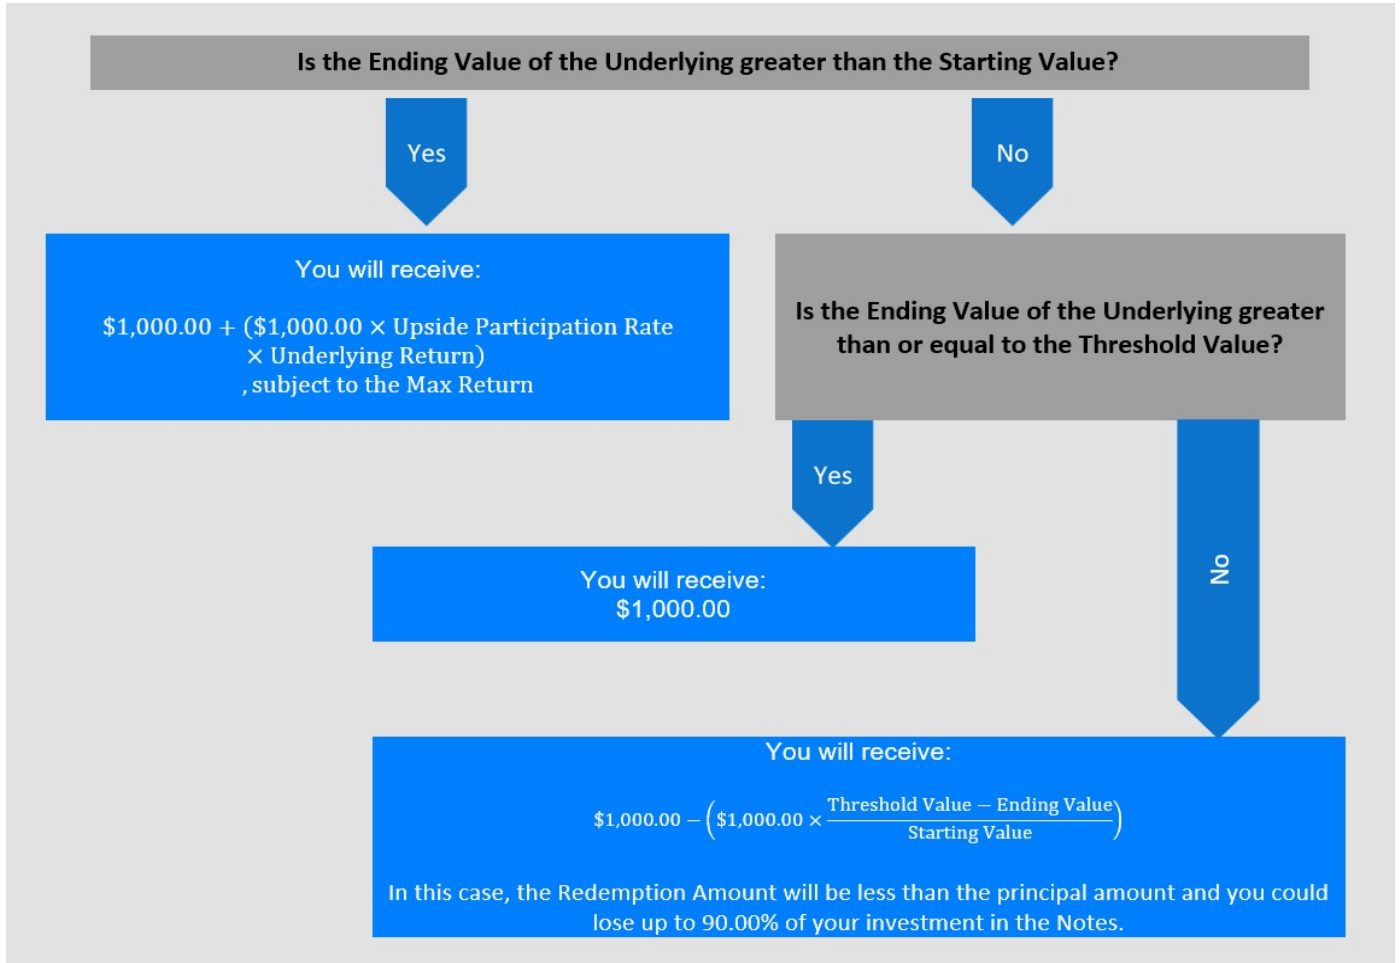 Is the Ending Value of the Underlying greater than the Starting Value?
Yes
No
You will receive:
$1,000.00 + ($1,000.00 × Upside Participation Rate
× Underlying Return)
, subject to the Max Return
Is the Ending Value of the Underlying greater
than or equal to the Threshold Value?
Yes
No
You will receive:
$1,000.00
You will receive:
$1,000.00 − ($1,000.00 × (Threshold Value − Ending Value) / Starting Value)
In this case, the Redemption Amount will be less than the principal amount and you could
lose up to 90.00% of your investment in the Notes.